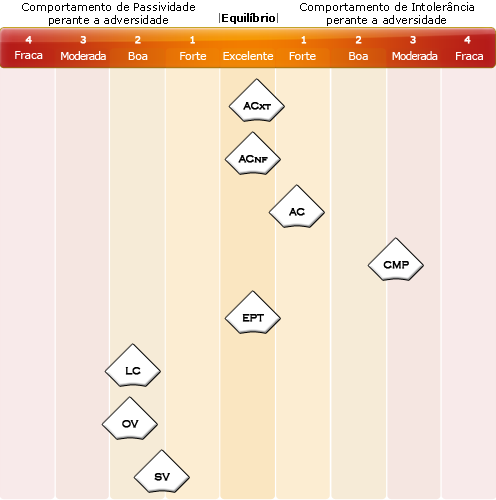 Comportamento de Passividade
perante a adversidade
|Equilíbrio|
Comportamento de Intolerância
perante a adversidade
4 3 2 1 1 2 3 4
Fraca Moderada Boa Forte Excelente Forte Boa Moderada Fraca
ACXT
ACNF
AC
CMP
EPT
LC
OV
SV